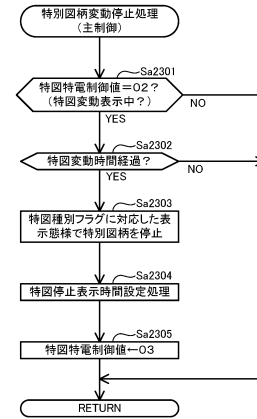 特別図柄変動停止処理
(主制御)
Sa2301
特図特電制御値=02?
(特図変動表示中?)
NO
YES
Sa2302
特図変動時間経過?
NO
YES
Sa2303
特図種別フラグに対応した表
示態様で特別図柄を停止
Sa2304
特図停止表示時間設定処理
Sa2305
特図特電制御値←03
RETURN